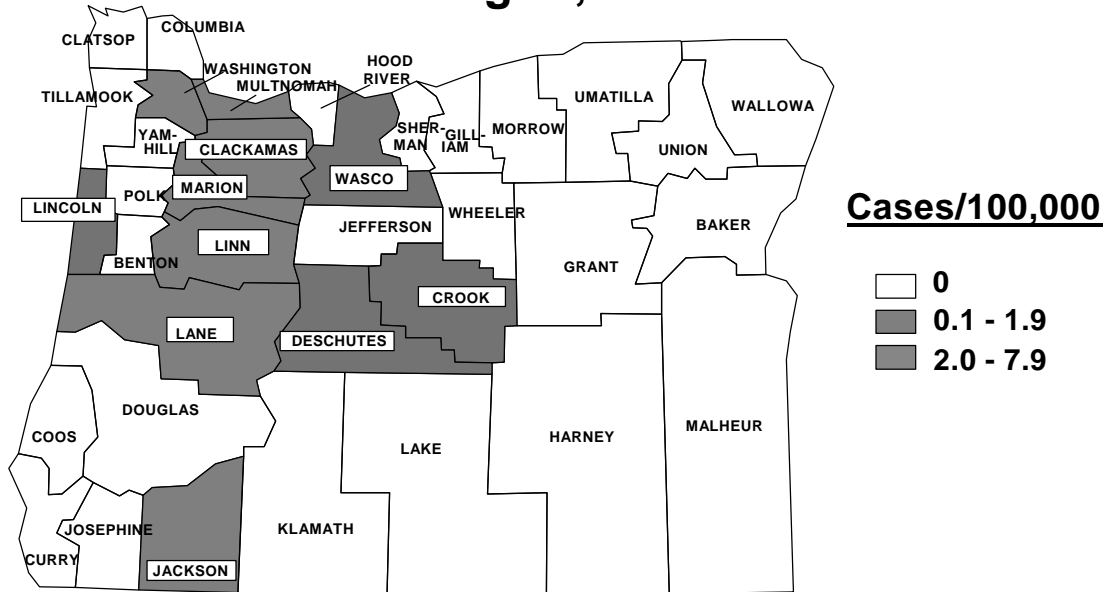 COLUMBIA
CLATSOP
HOOD
RIVER
WASHINGTON
MULTNOMAH
TILLAMOOK
UMATILLA
WALLOWA
YAM-
HILL
SHER-
MAN
GILL-
IAM
MORROW
CLACKAMAS
UNION
WASCO
MARION
POLK
LINCOLN
WHEELER
JEFFERSON
BAKER
LINN
BENTON
GRANT
CROOK
LANE
DESCHUTES
DOUGLAS
COOS
LAKE
HARNEY
MALHEUR
JOSEPHINE
KLAMATH
CURRY
JACKSON
Cases/100,000
0
0.1 - 1.9
2.0 - 7.9